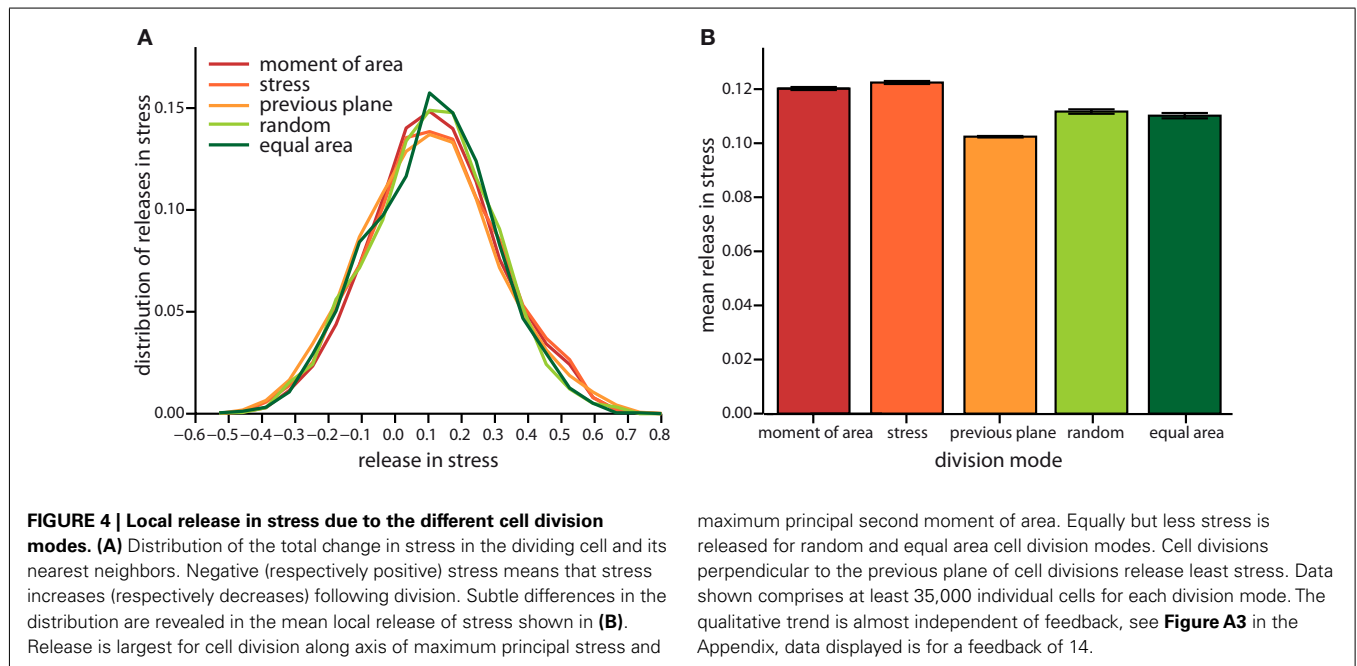 A
0.15
0.10
0.05
0.00
distribution of releases in stress
moment of area
stress
previous plane
random
equal area
−0.6 −0.5 −0.4 −0.3 −0.2 −0.1 0.0 0.1 0.2 0.3 0.4 0.5 0.6 0.7 0.8
release in stress
B
0.12
0.10
0.08
0.06
0.04
0.02
0.00
mean release in stress
moment of area stress previous plane random equal area
division mode
FIGURE 4 | Local release in stress due to the different cell division
modes. (A) Distribution of the total change in stress in the dividing cell and its
nearest neighbors. Negative (respectively positive) stress means that stress
increases (respectively decreases) following division. Subtle differences in the
distribution are revealed in the mean local release of stress shown in (B).
Release is largest for cell division along axis of maximum principal stress and
maximum principal second moment of area. Equally but less stress is
released for random and equal area cell division modes. Cell divisions
perpendicular to the previous plane of cell divisions release least stress. Data
shown comprises at least 35,000 individual cells for each division mode. The
qualitative trend is almost independent of feedback, see Figure A3 in the
Appendix, data displayed is for a feedback of 14.